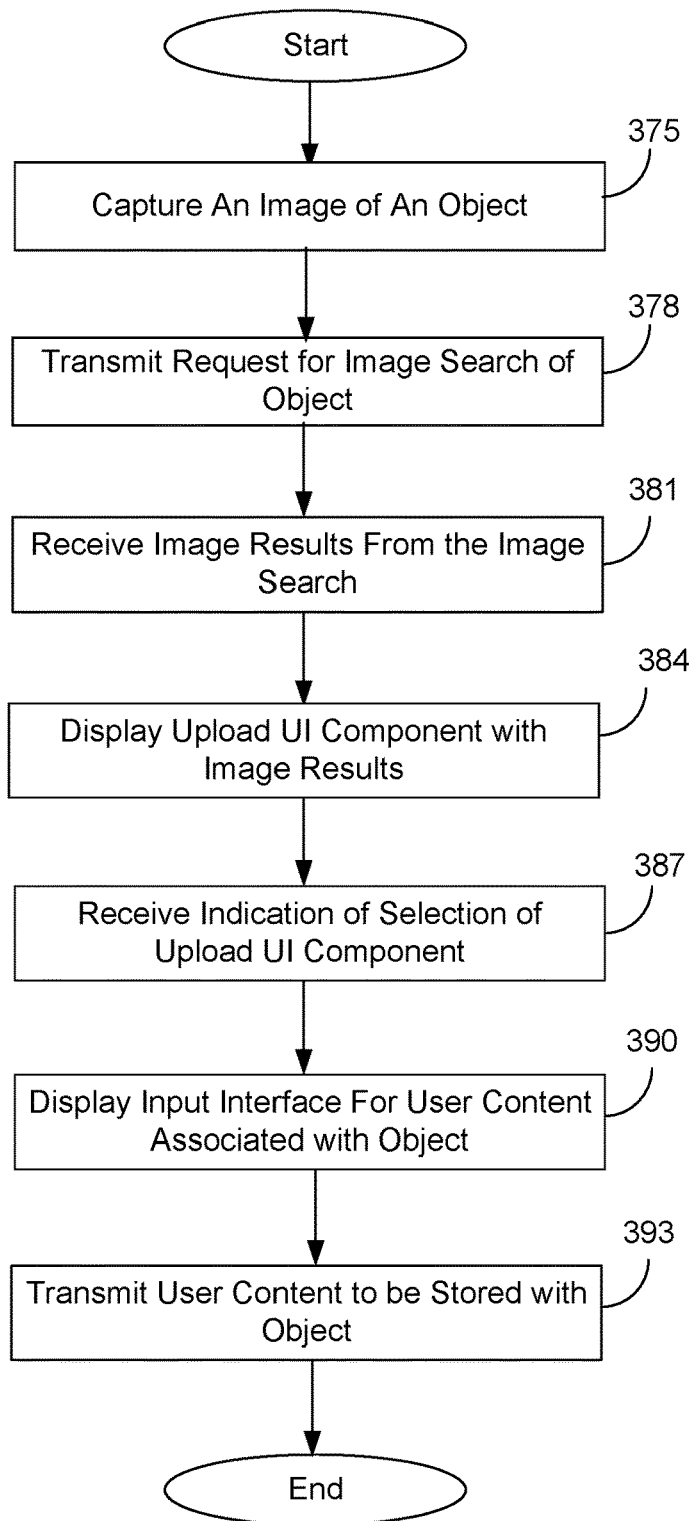 Start
375
Capture An Image of An Object
378
Transmit Request for Image Search of
Object
381
Receive Image Results From the Image
Search
384
Display Upload UI Component with
Image Results
387
Receive Indication of Selection of
Upload UI Component
390
Display Input Interface For User Content
Associated with Object
393
Transmit User Content to be Stored with
Object
End